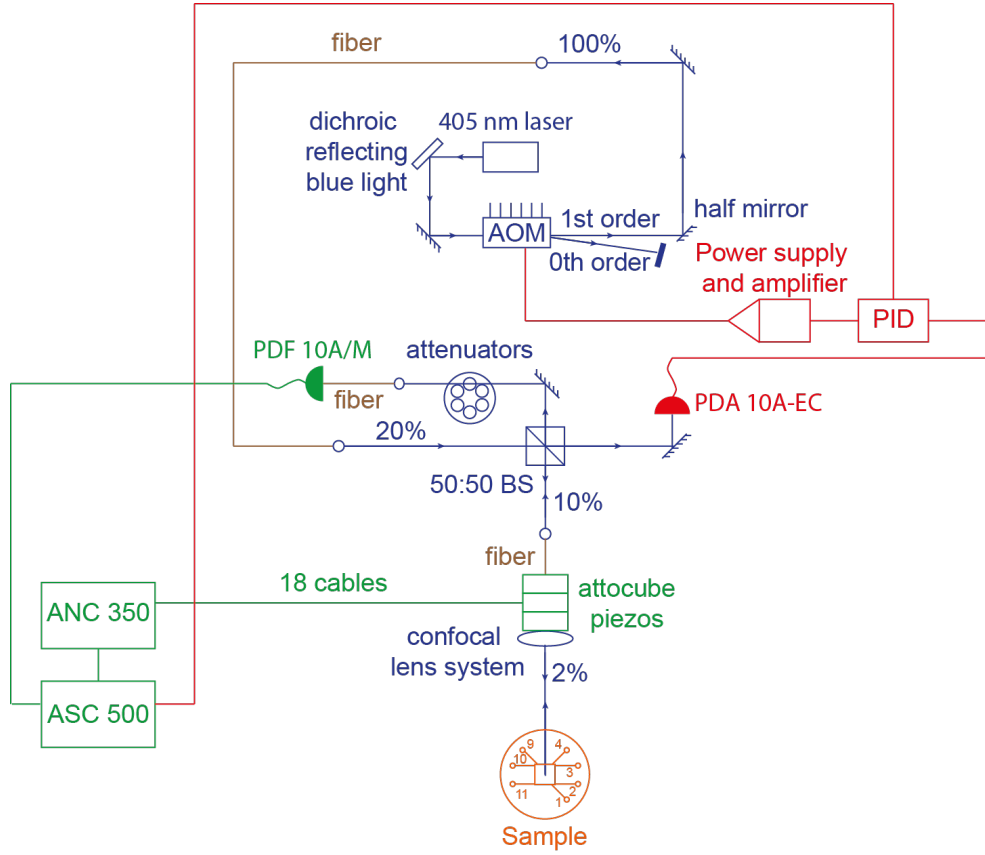 fiber
100%
dichroic
reflecting
blue light
405 nm laser
AOM
1st order
0th order
half mirror
Power supply
and amplifier
PID
PDF 10A/M
fiber
attenuators
PDA 10A-EC
20%
50:50 BS
10%
fiber
18 cables
attocube
piezos
ANC 350
confocal
lens system
2%
ASC 500
9
4
10
3
11
2
1
Sample